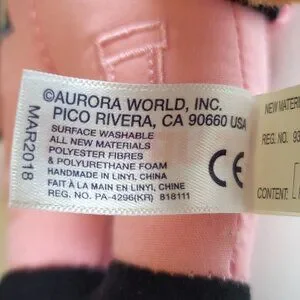 ©AURORA WORLD, INC.
PICO RIVERA, CA 90660 USA
SURFACE WASHABLE
ALL NEW MATERIALS
POLYESTER FIBRES
& POLYURETHANE FOAM
HANDMADE IN LINYI, CHINA
FAIT À LA MAIN EN LINYI, CHINE
REG. NO. PA-4296(KR) B18111
CE
MAR2018
NEW MATERI
REG. NO. 93
CONTENT: L